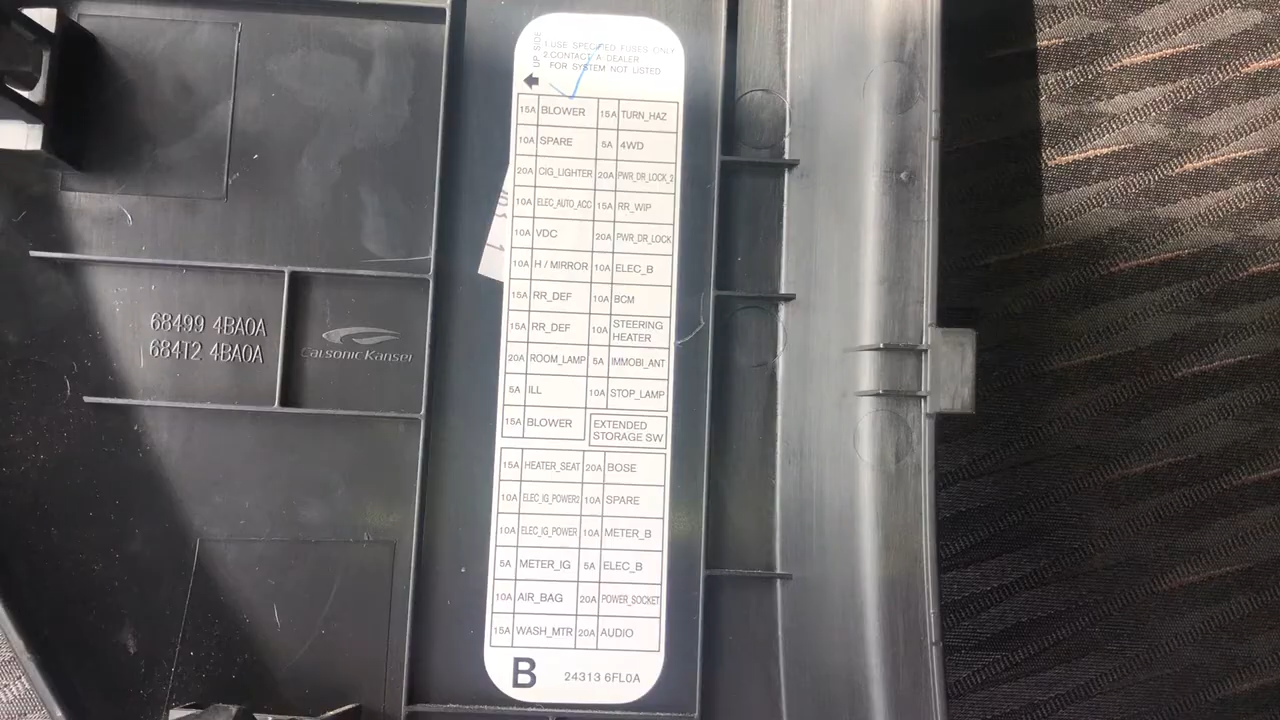 UP SIDE
1.USE SPECIFIED FUSES ONLY
2.CONTACT A DEALER
FOR SYSTEM NOT LISTED
15A BLOWER 15A TURN_HAZ
10A SPARE 5A 4WD
20A CIG_LIGHTER 20A PWR_DR_LOCK_2
10A ELEC_AUTO_ACC 15A RR_WIP
10A VDC 20A PWR_DR_LOCK
10A H / MIRROR 10A ELEC_B
15A RR_DEF 10A BCM
15A RR_DEF 10A STEERING HEATER
20A ROOM_LAMP 5A IMMOBI_ANT
5A ILL 10A STOP_LAMP
15A BLOWER EXTENDED STORAGE SW
15A HEATER_SEAT 20A BOSE
10A ELEC_IG_POWER2 10A SPARE
10A ELEC_IG_POWER 10A METER_B
5A METER_IG 5A ELEC_B
10A AIR_BAG 20A POWER_SOCKET
15A WASH_MTR 20A AUDIO
B 24313 6FL0A
68499 4BA0A
684T2 4BA0A
CalsonicKansei